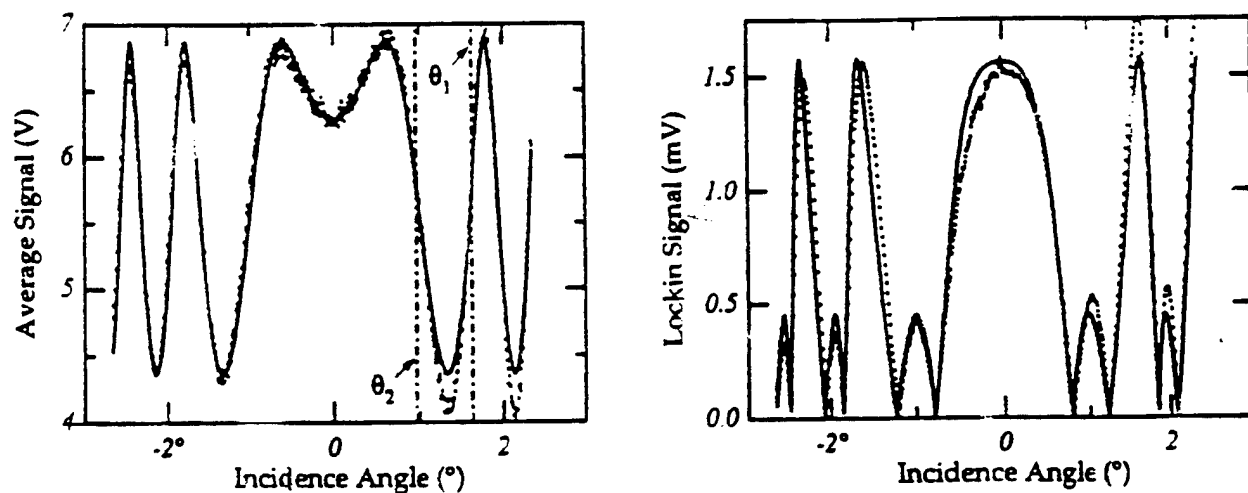 7
6
5
4
Average Signal (V)
θ1
θ2
-2°
0
2
Incidence Angle (°)
1.5
1.0
0.5
0.0
Lockin Signal (mV)
-2°
0
2
Incidence Angle (°)